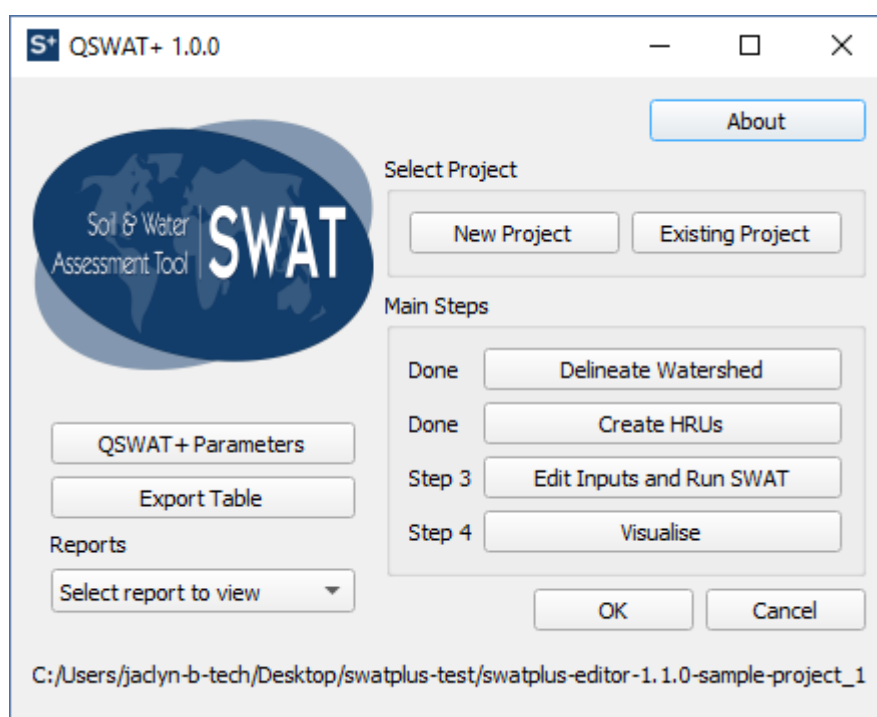 S+ QSWAT+ 1.0.0
About
Select Project
New Project
Existing Project
Soil & Water
Assessment Tool
SWAT
Main Steps
Done
Delineate Watershed
Done
Create HRUs
Step 3
Edit Inputs and Run SWAT
Step 4
Visualise
QSWAT+ Parameters
Export Table
Reports
Select report to view
OK
Cancel
C:/Users/jaclyn-b-tech/Desktop/swatplus-test/swatplus-editor-1.1.0-sample-project_1